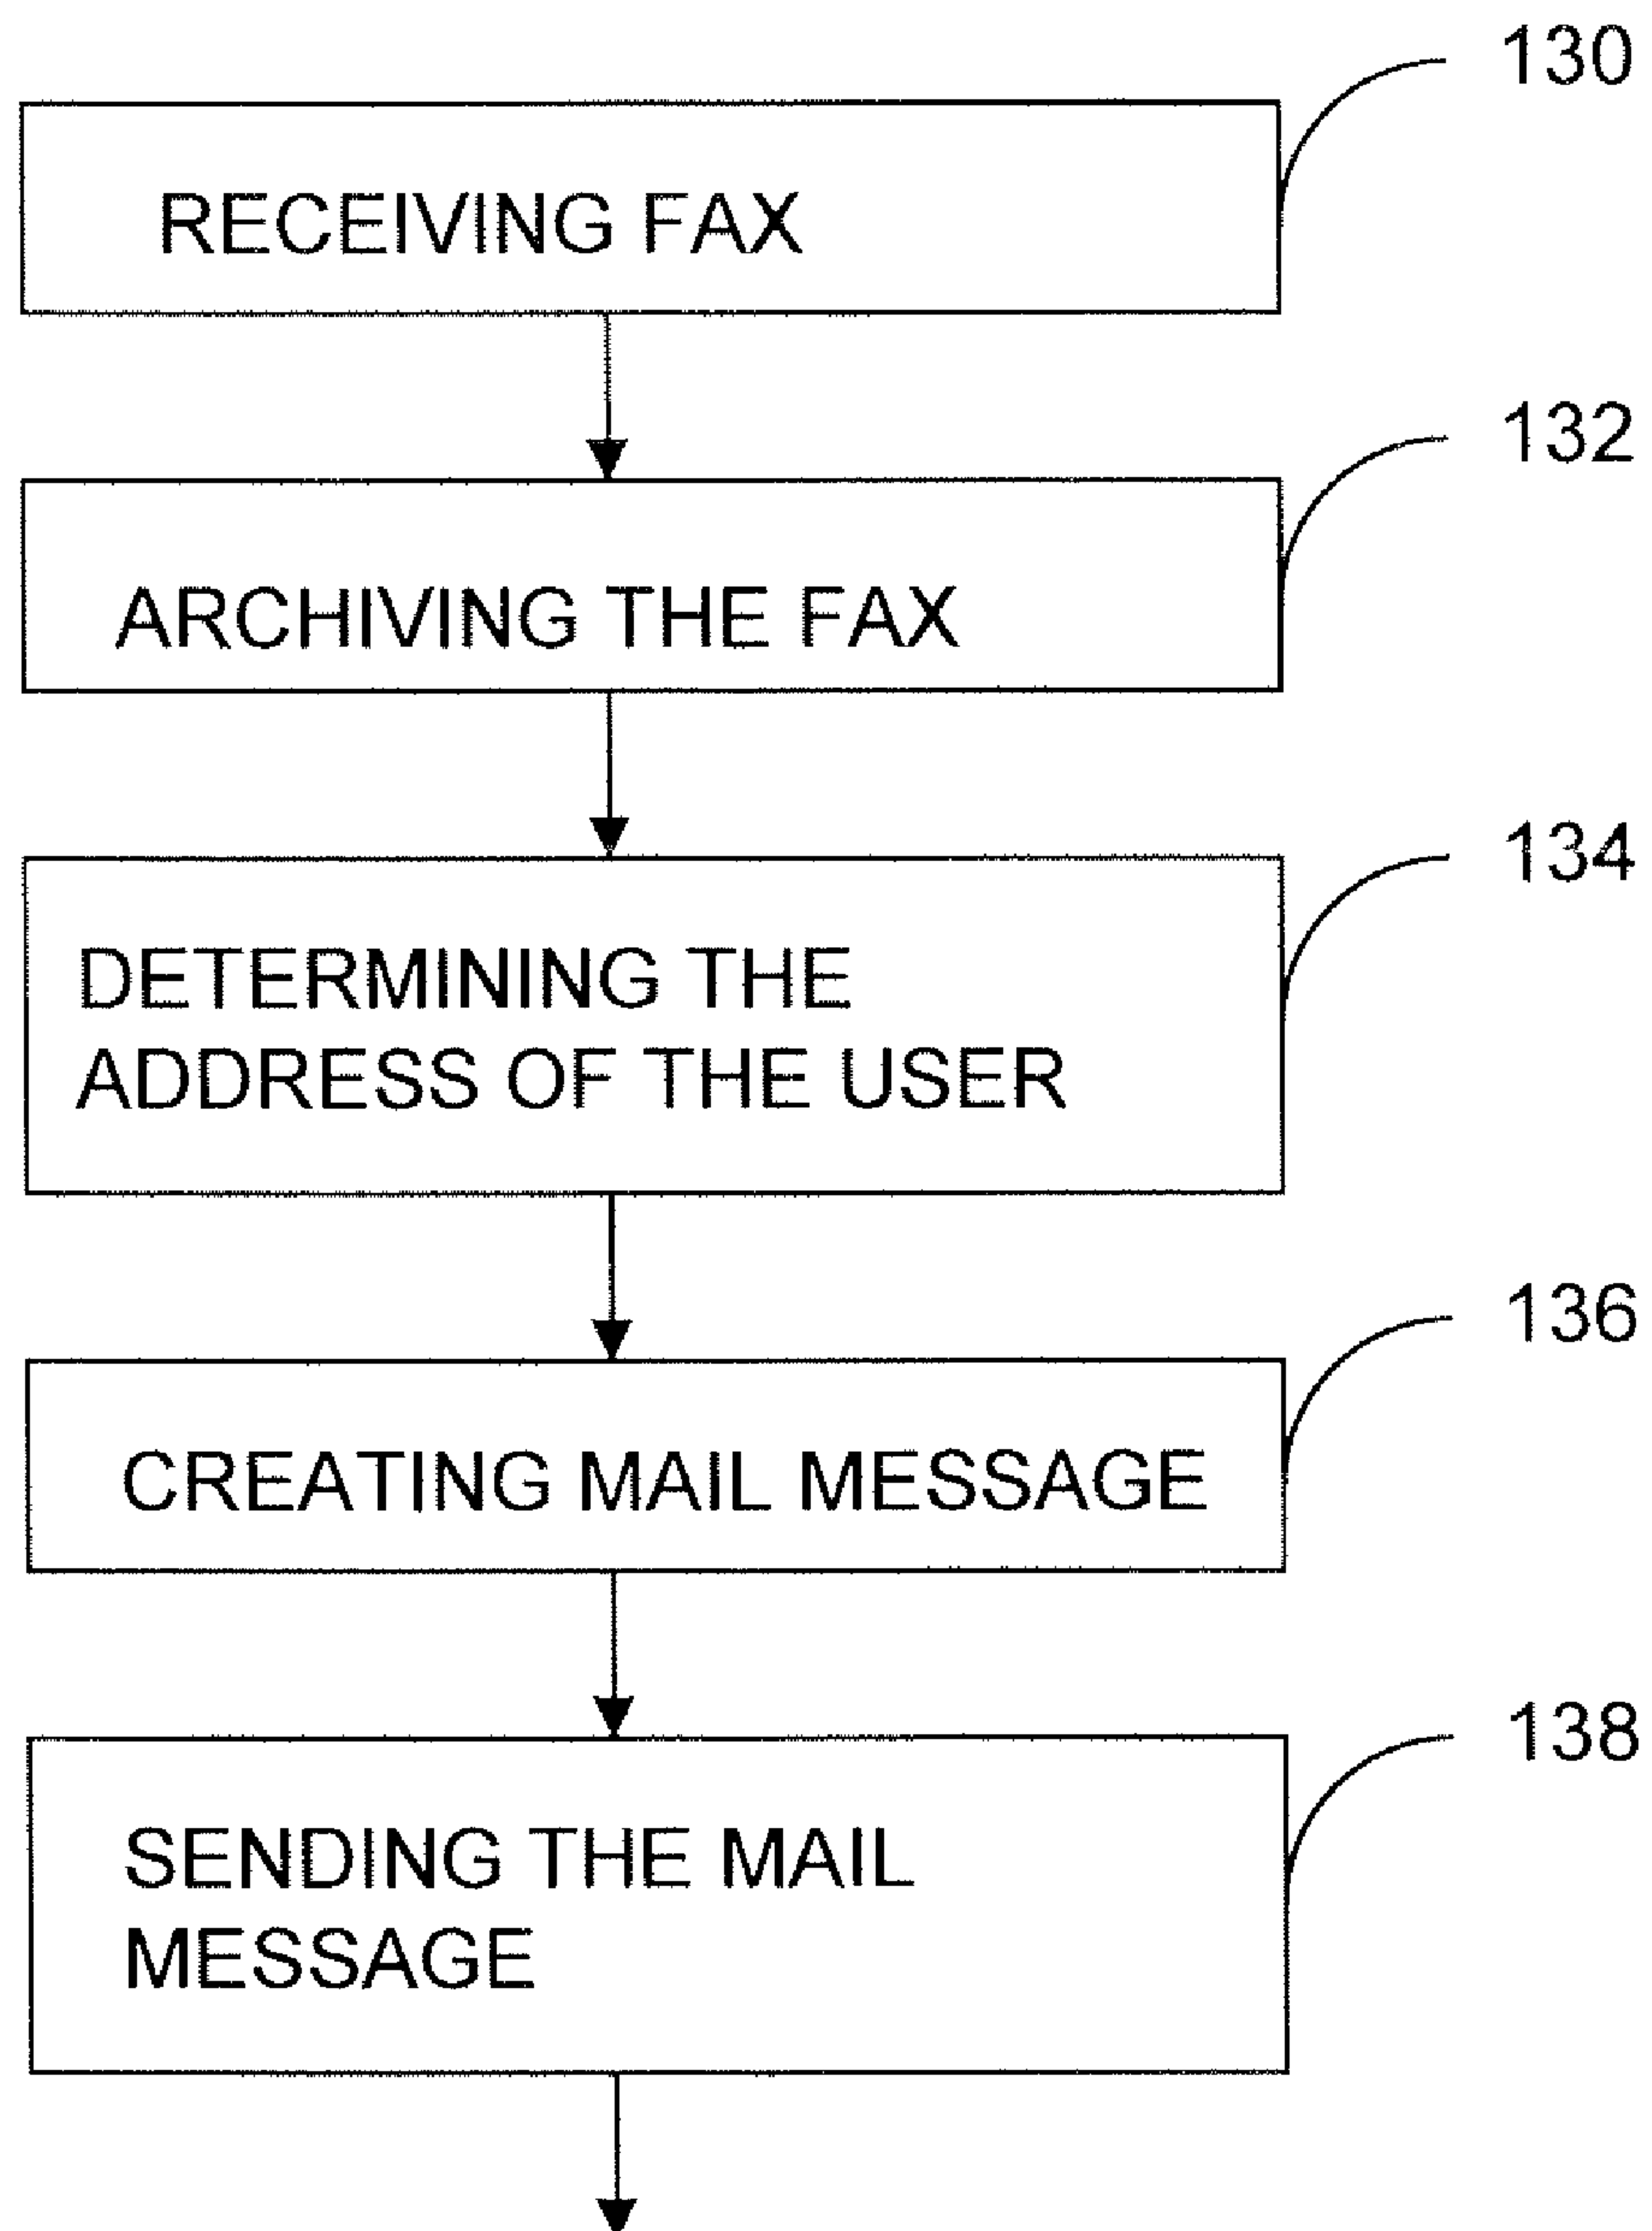 130
RECEIVING FAX
132
ARCHIVING THE FAX
134
DETERMINING THE
ADDRESS OF THE USER
136
CREATING MAIL MESSAGE
138
SENDING THE MAIL
MESSAGE